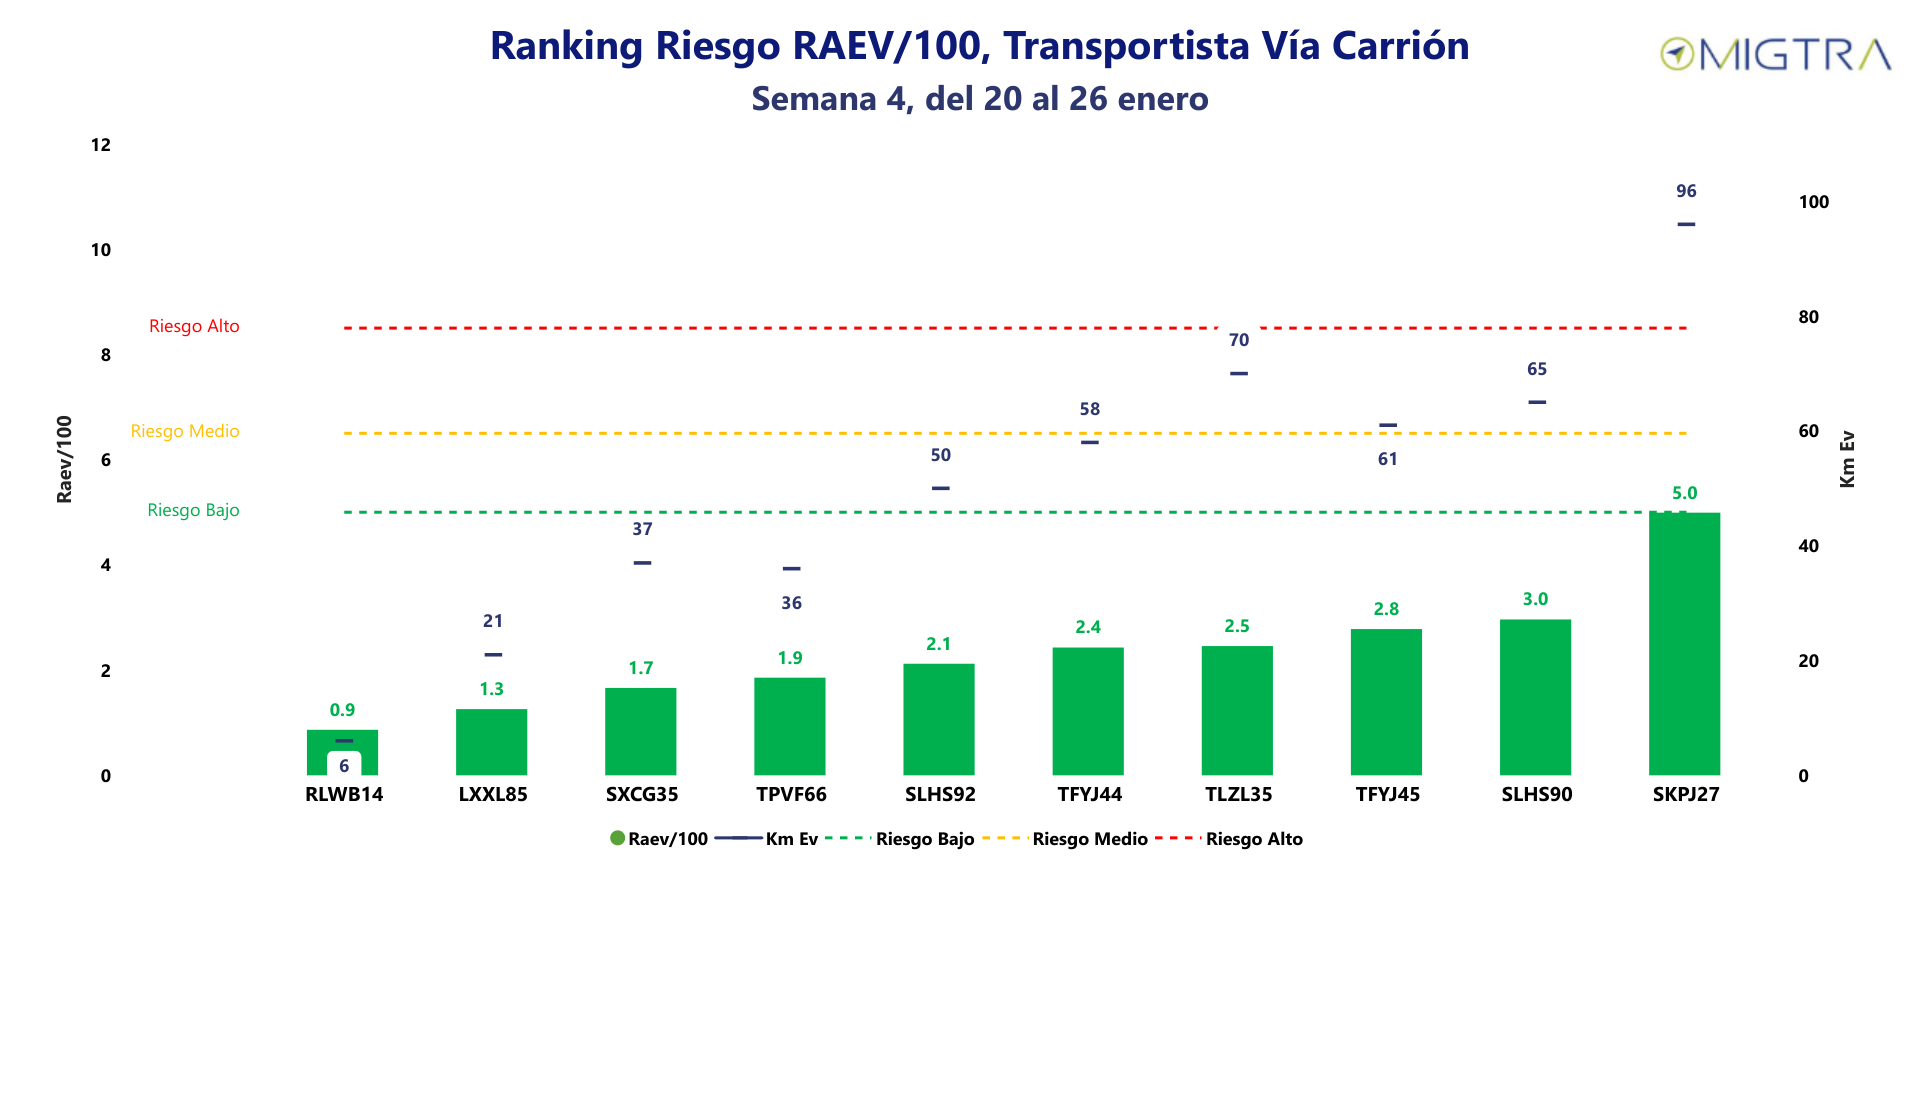 Ranking Riesgo RAEV/100, Transportista Vía Carrión
MIGTRA
Semana 4, del 20 al 26 enero
12
10
8
6
4
2
0
Raev/100
Riesgo Alto
Riesgo Medio
Riesgo Bajo
6 21 37 36 50 58 70 61 65 96
0.9 1.3 1.7 1.9 2.1 2.4 2.5 2.8 3.0 5.0
100
80
60
40
20
0
Km Ev
RLWB14 LXXL85 SXCG35 TPVF66 SLHS92 TFYJ44 TLZL35 TFYJ45 SLHS90 SKPJ27
Raev/100 Km Ev Riesgo Bajo Riesgo Medio Riesgo Alto